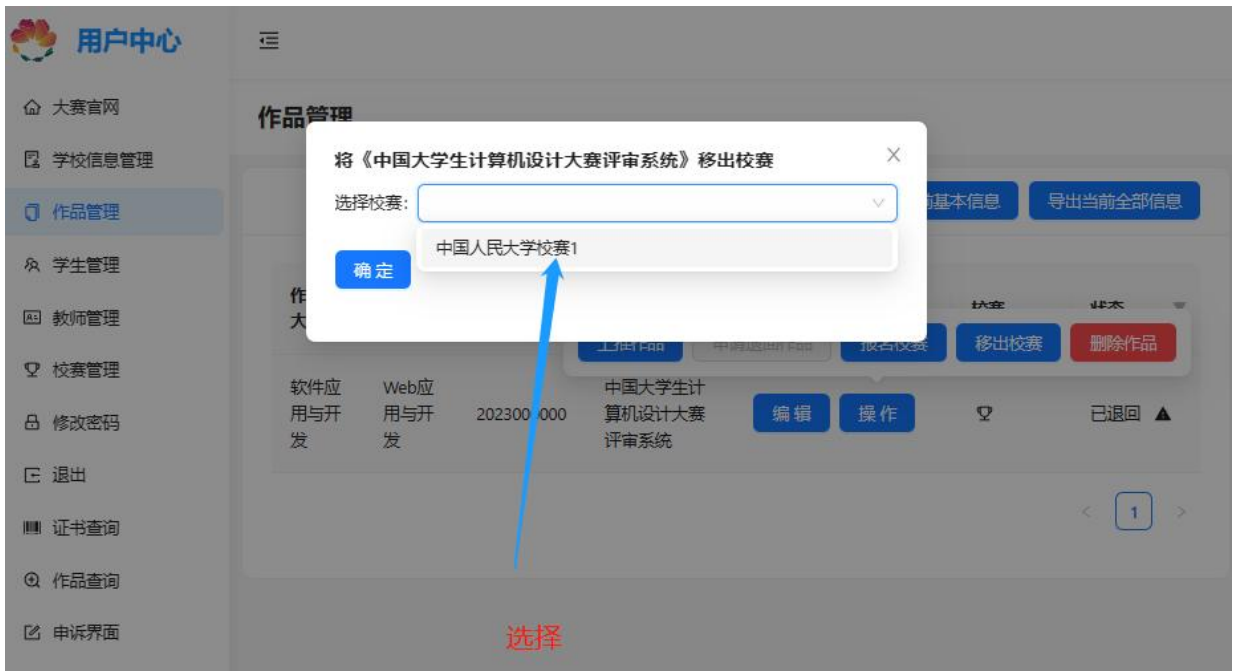 用户中心
大赛官网
学校信息管理
作品管理
学生管理
教师管理
校赛管理
修改密码
退出
证书查询
作品查询
申诉界面
作品管理
将《中国大学生计算机设计大赛评审系统》移出校赛
选择校赛:
中国人民大学校赛1
确 定
基本信息
导出当前全部信息
作
大
校赛
状态
报名校赛
移出校赛
删除作品
软件应
用与开
发
Web应
用与开
发
中国大学生计
算机设计大赛
评审系统
编 辑
操 作
已退回
1
选择